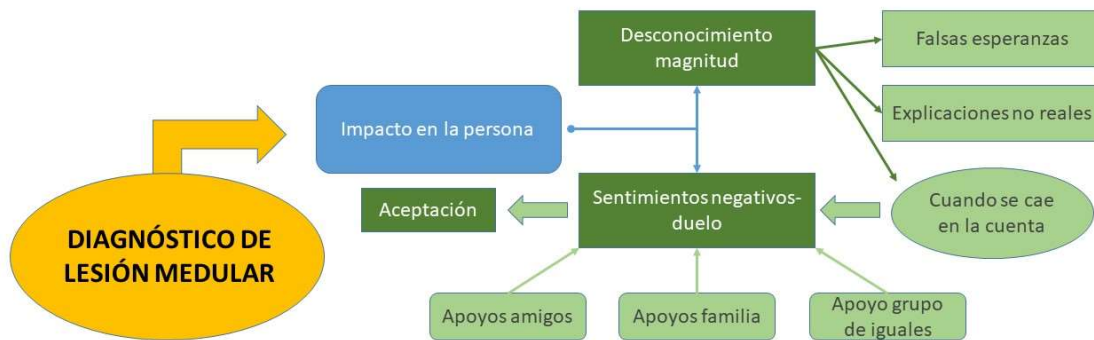 Desconocimiento
magnitud
Falsas esperanzas
Impacto en la persona
Explicaciones no reales
Aceptación
Sentimientos negativos-
duelo
Cuando se cae
en la cuenta
DIAGNÓSTICO DE
LESIÓN MEDULAR
Apoyos amigos
Apoyos familia
Apoyo grupo
de iguales